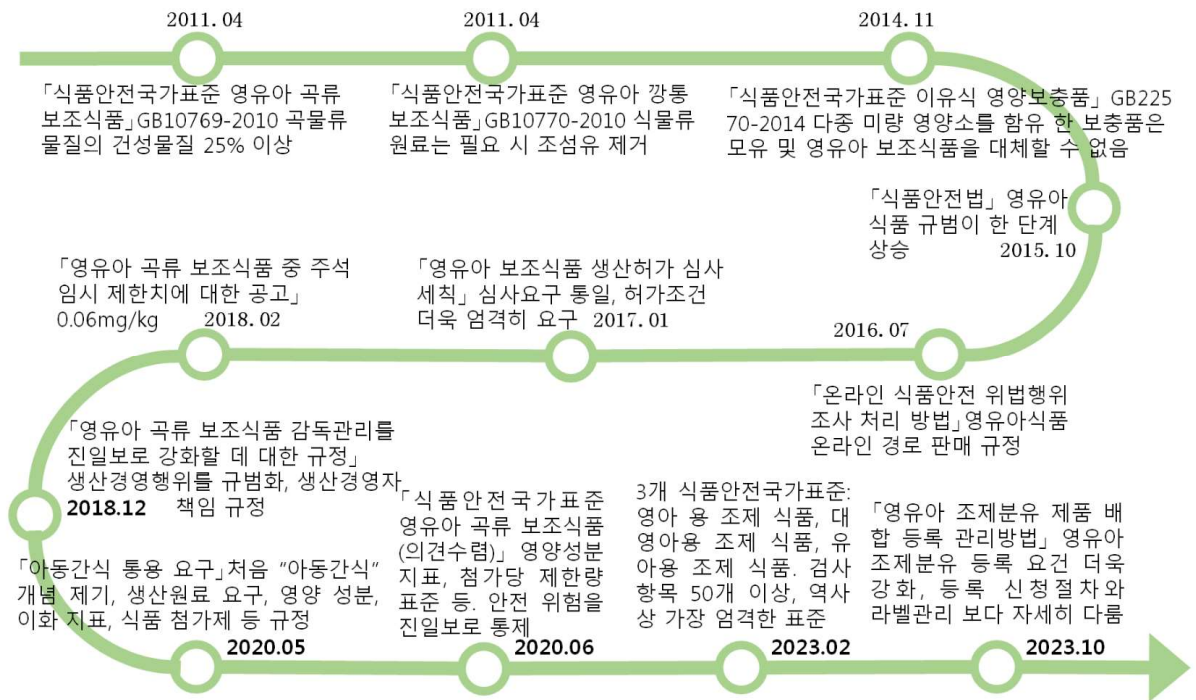 2011.04
「식품안전국가표준 영유아 곡류
보조식품」GB10769-2010 곡물류
물질의 건성물질 25% 이상
2011.04
「식품안전국가표준 영유아 깡통
보조식품」GB10770-2010 식물류
원료는 필요 시 조섬유 제거
2014.11
「식품안전국가표준 이유식 영양보충품」 GB225
70-2014 다종 미량 영양소를 함유 한 보충품은
모유 및 영유아 보조식품을 대체할 수 없음
「식품안전법」 영유아
식품 규범이 한 단계
상승 2015.10
2016.07
「온라인 식품안전 위법행위
조사 처리 방법」영유아식품
온라인 경로 판매 규정
「영유아 보조식품 생산허가 심사
세칙」 심사요구 통일, 허가조건
더욱 엄격히 요구 2017.01
「영유아 곡류 보조식품 중 주석
임시 제한치에 대한 공고」
0.06mg/kg 2018.02
「영유아 곡류 보조식품 감독관리를
진일보로 강화할 데 대한 규정」
생산경영행위를 규범화, 생산경영자
2018.12 책임 규정
「아동간식 통용 요구」처음 "아동간식"
개념 제기, 생산원료 요구, 영양 성분,
이화 지표, 식품 첨가제 등 규정
2020.05
「식품안전국가표준
영유아 곡류 보조식품
(의견수렴)」 영양성분
지표, 첨가당 제한량
표준 등. 안전 위험을
진일보로 통제
2020.06
3개 식품안전국가표준:
영아 용 조제 식품, 대
영아용 조제 식품, 유
아용 조제 식품. 검사
항목 50개 이상, 역사
상 가장 엄격한 표준
2023.02
「영유아 조제분유 제품 배
합 등록 관리방법」 영유아
조제분유 등록 요건 더욱
강화, 등록 신청절차와
라벨관리 보다 자세히 다룸
2023.10